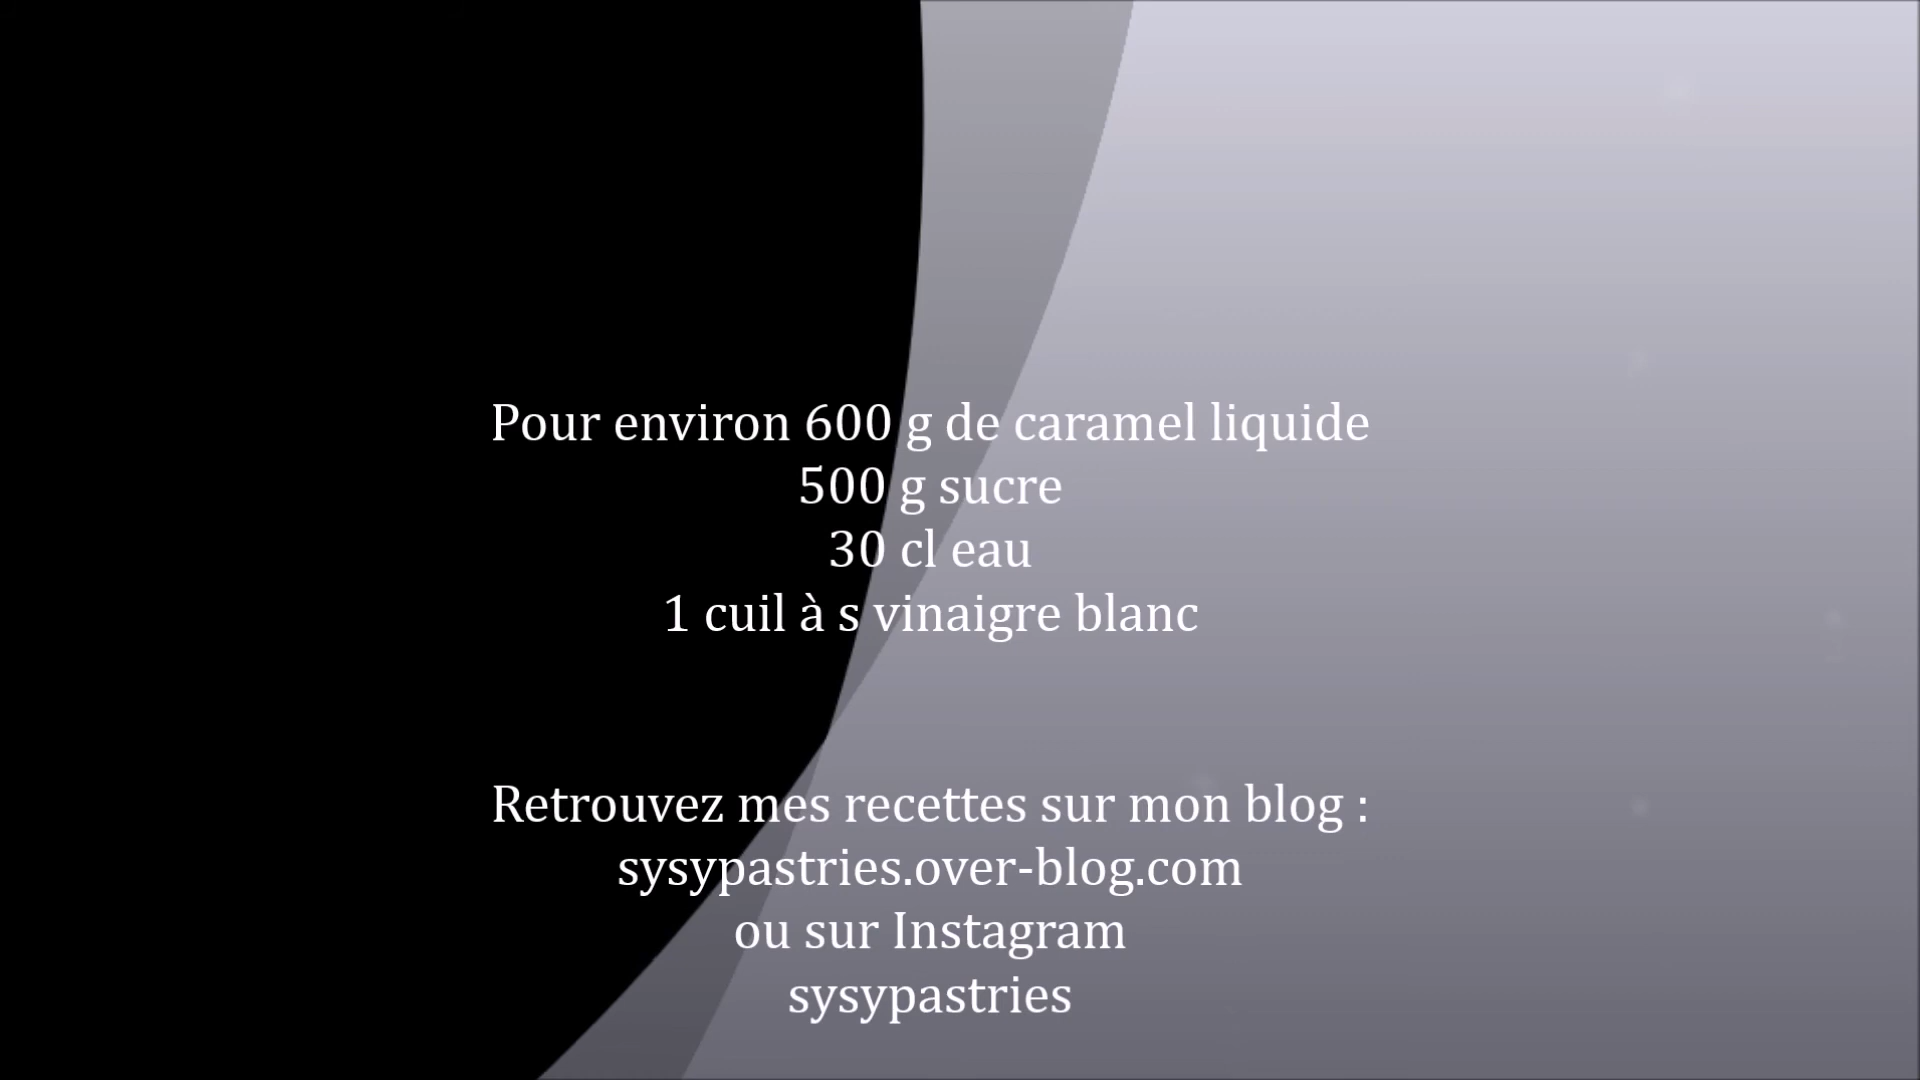 Pour environ 600 g de caramel liquide
500 g sucre
30 cl eau
1 cuil à s vinaigre blanc
Retrouvez mes recettes sur mon blog :
sysypastries.over-blog.com
ou sur Instagram
sysypastries